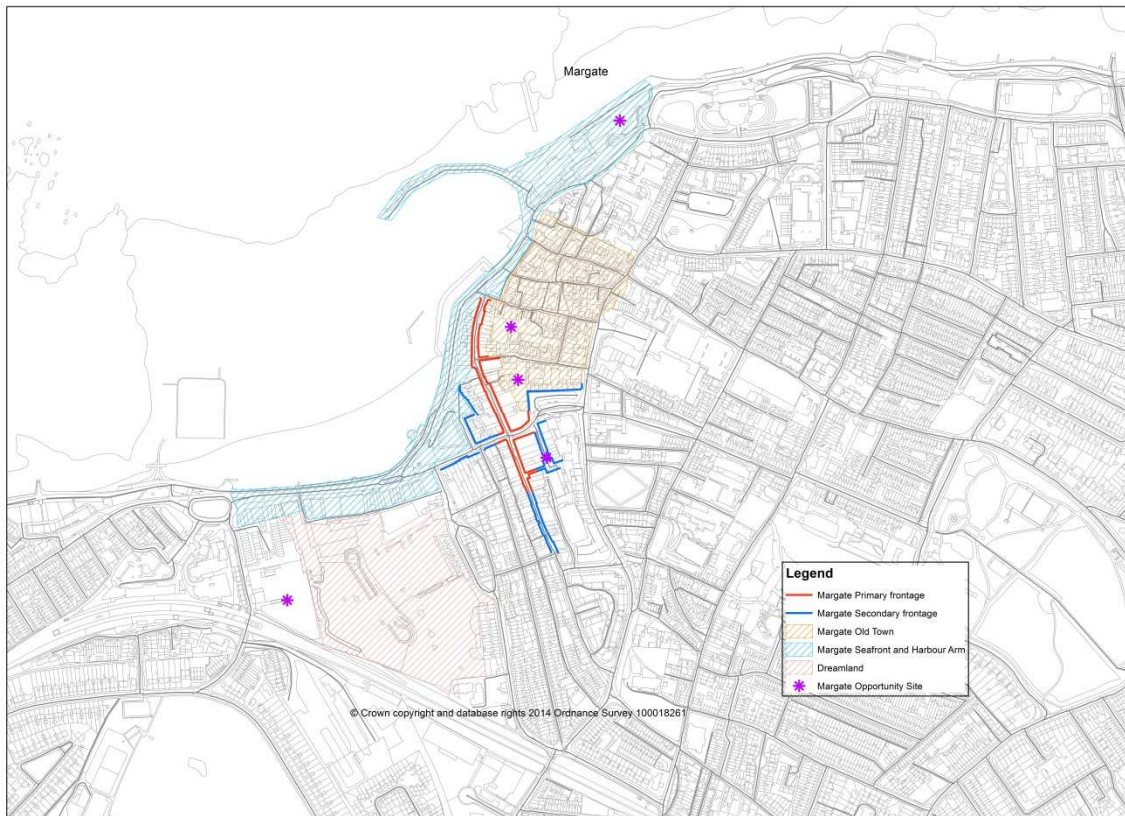 Margate
Legend
Margate Primary frontage
Margate Secondary frontage
Margate Old Town
Margate Seafront and Harbour Arm
Dreamland
Margate Opportunity Site
© Crown copyright and database rights 2014 Ordnance Survey 100018261